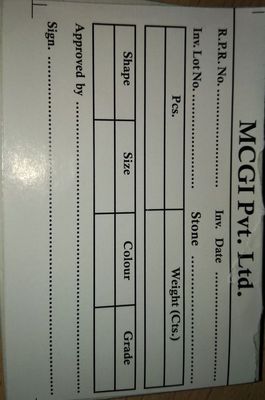 MCGI Pvt. Ltd.
R.P.R. No. .......................... Inv. Date ..........................
Inv. Lot No. .......................... Stone ..........................
Pcs. Weight (Cts.)
Shape Size Colour Grade
Approved by ....................................................
Sign. ....................................................